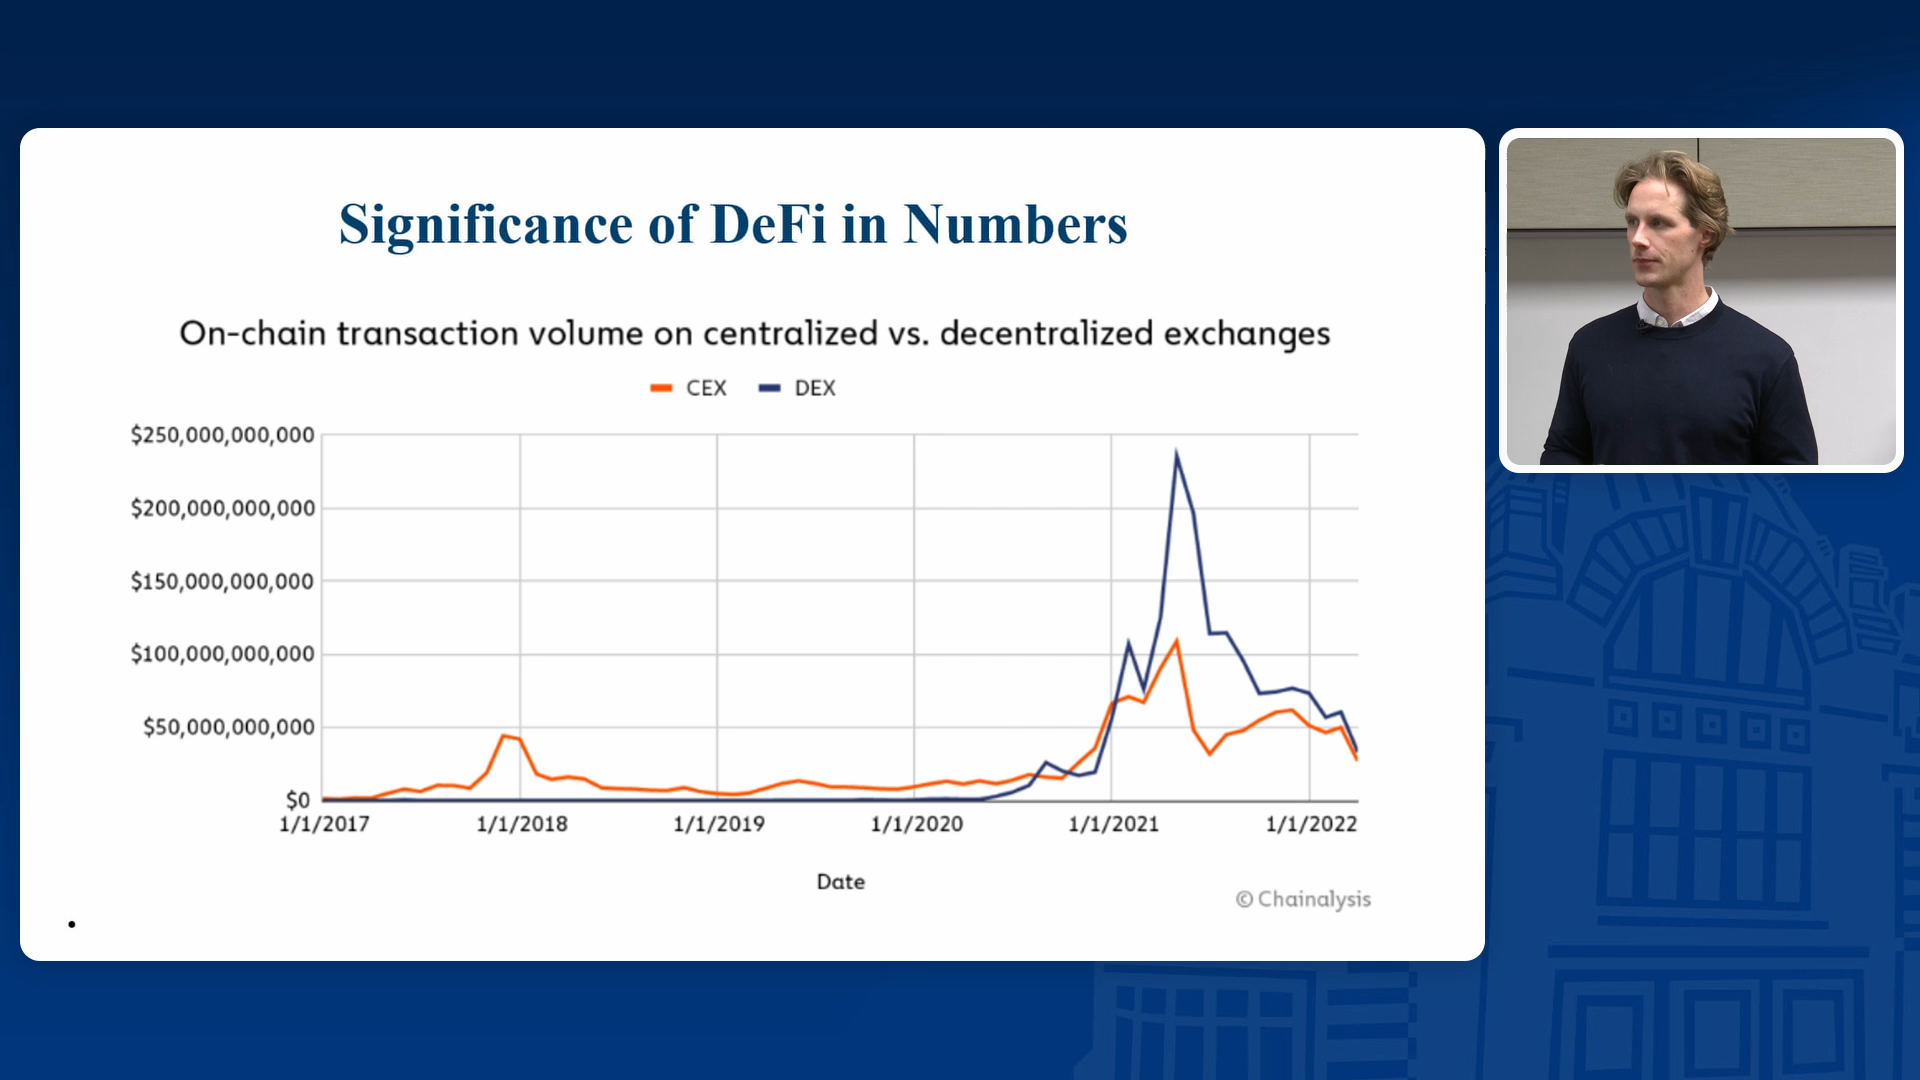 Significance of DeFi in Numbers
On-chain transaction volume on centralized vs. decentralized exchanges
CEX DEX
$250,000,000,000
$200,000,000,000
$150,000,000,000
$100,000,000,000
$50,000,000,000
$0
1/1/2017 1/1/2018 1/1/2019 1/1/2020 1/1/2021 1/1/2022
Date
© Chainalysis